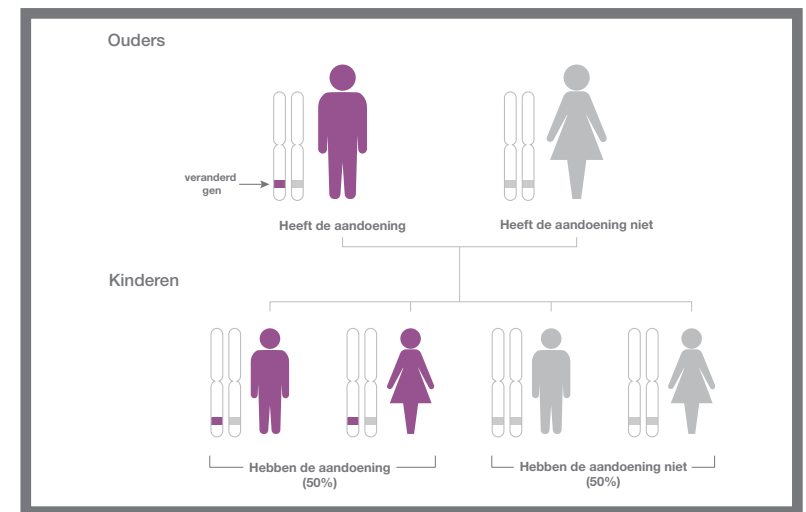 Ouders
veranderd
gen
Heeft de aandoening
Heeft de aandoening niet
Kinderen
Hebben de aandoening
(50%)
Hebben de aandoening niet
(50%)